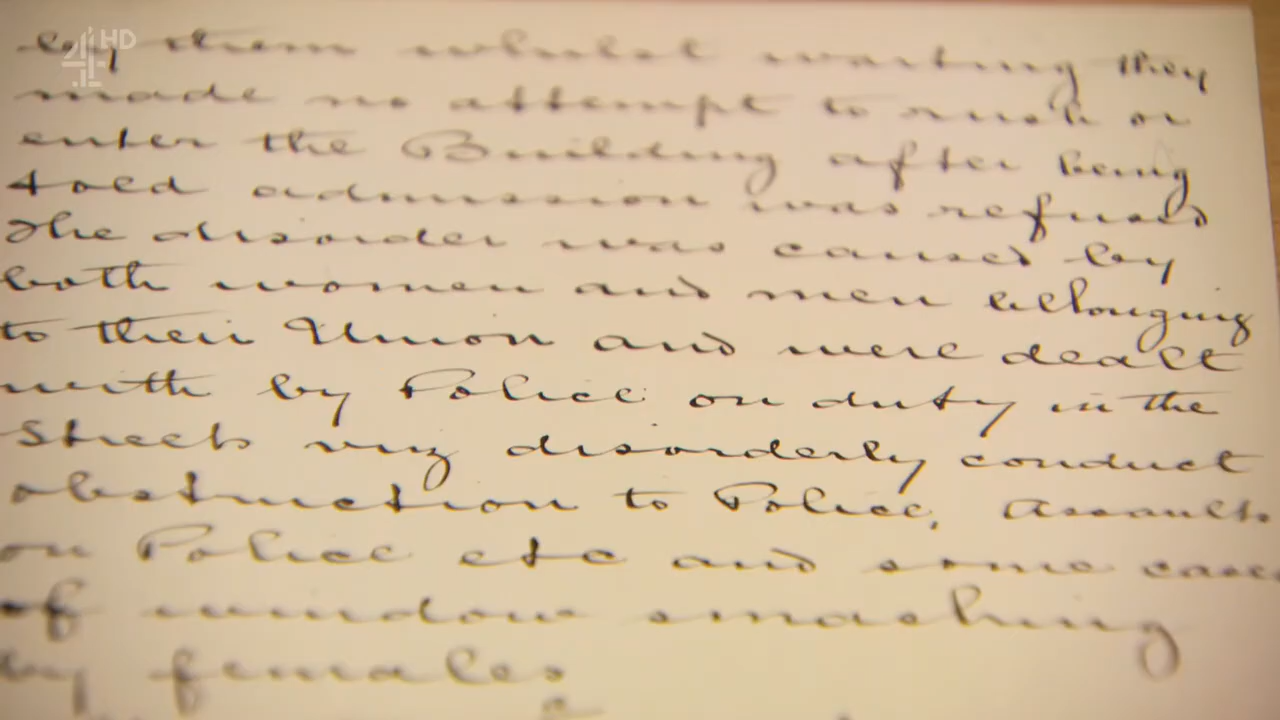 4HD
by them whilst waiting they
made no attempt to rush or
enter the Building after being
told admission was refused
The disorder was caused by
both women and men bellonging
to their Union and were dealt
with by Police on duty in the
Streets viz disorderly conduct
obstruction to Police, Assaults
on Police etc and some cases
of window smashing
by females